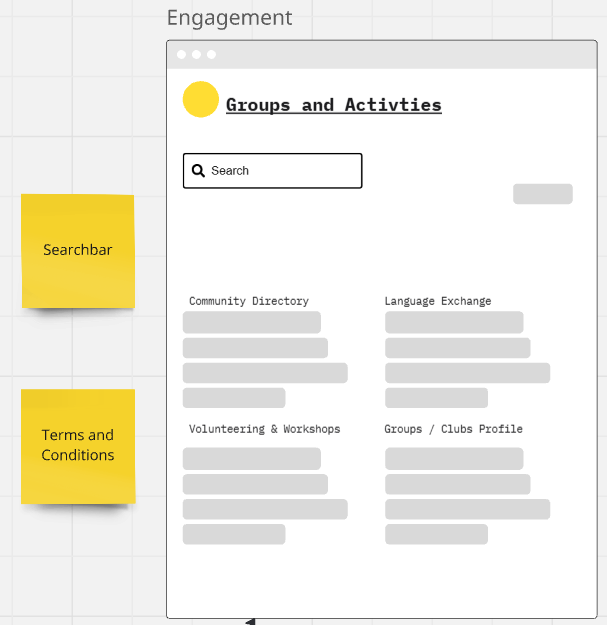 Engagement
Groups and Activties
Search
Searchbar
Community Directory
Language Exchange
Terms and
Conditions
Volunteering & Workshops
Groups / Clubs Profile